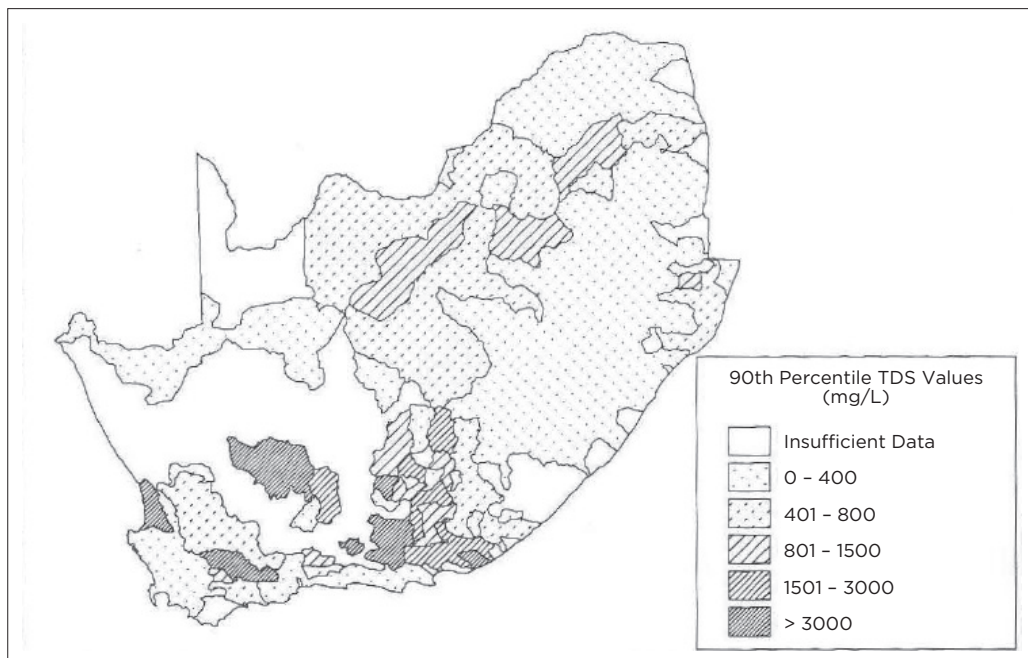 90th Percentile TDS Values
(mg/L)
Insufficient Data
0 – 400
401 – 800
801 – 1500
1501 – 3000
> 3000